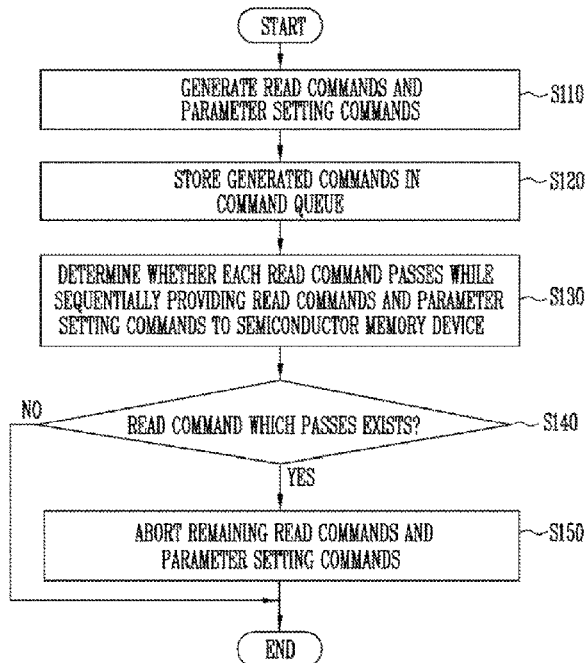 START
GENERATE READ COMMANDS AND
PARAMETER SETTING COMMANDS
S110
STORE GENERATED COMMANDS IN
COMMAND QUEUE
S120
DETERMINE WHETHER EACH READ COMMAND PASSES WHILE
SEQUENTIALLY PROVIDING READ COMMANDS AND PARAMETER
SETTING COMMANDS TO SEMICONDUCTOR MEMORY DEVICE
S130
NO
READ COMMAND WHICH PASSES EXISTS?
S140
YES
ABORT REMAINING READ COMMANDS AND
PARAMETER SETTING COMMANDS
S150
END